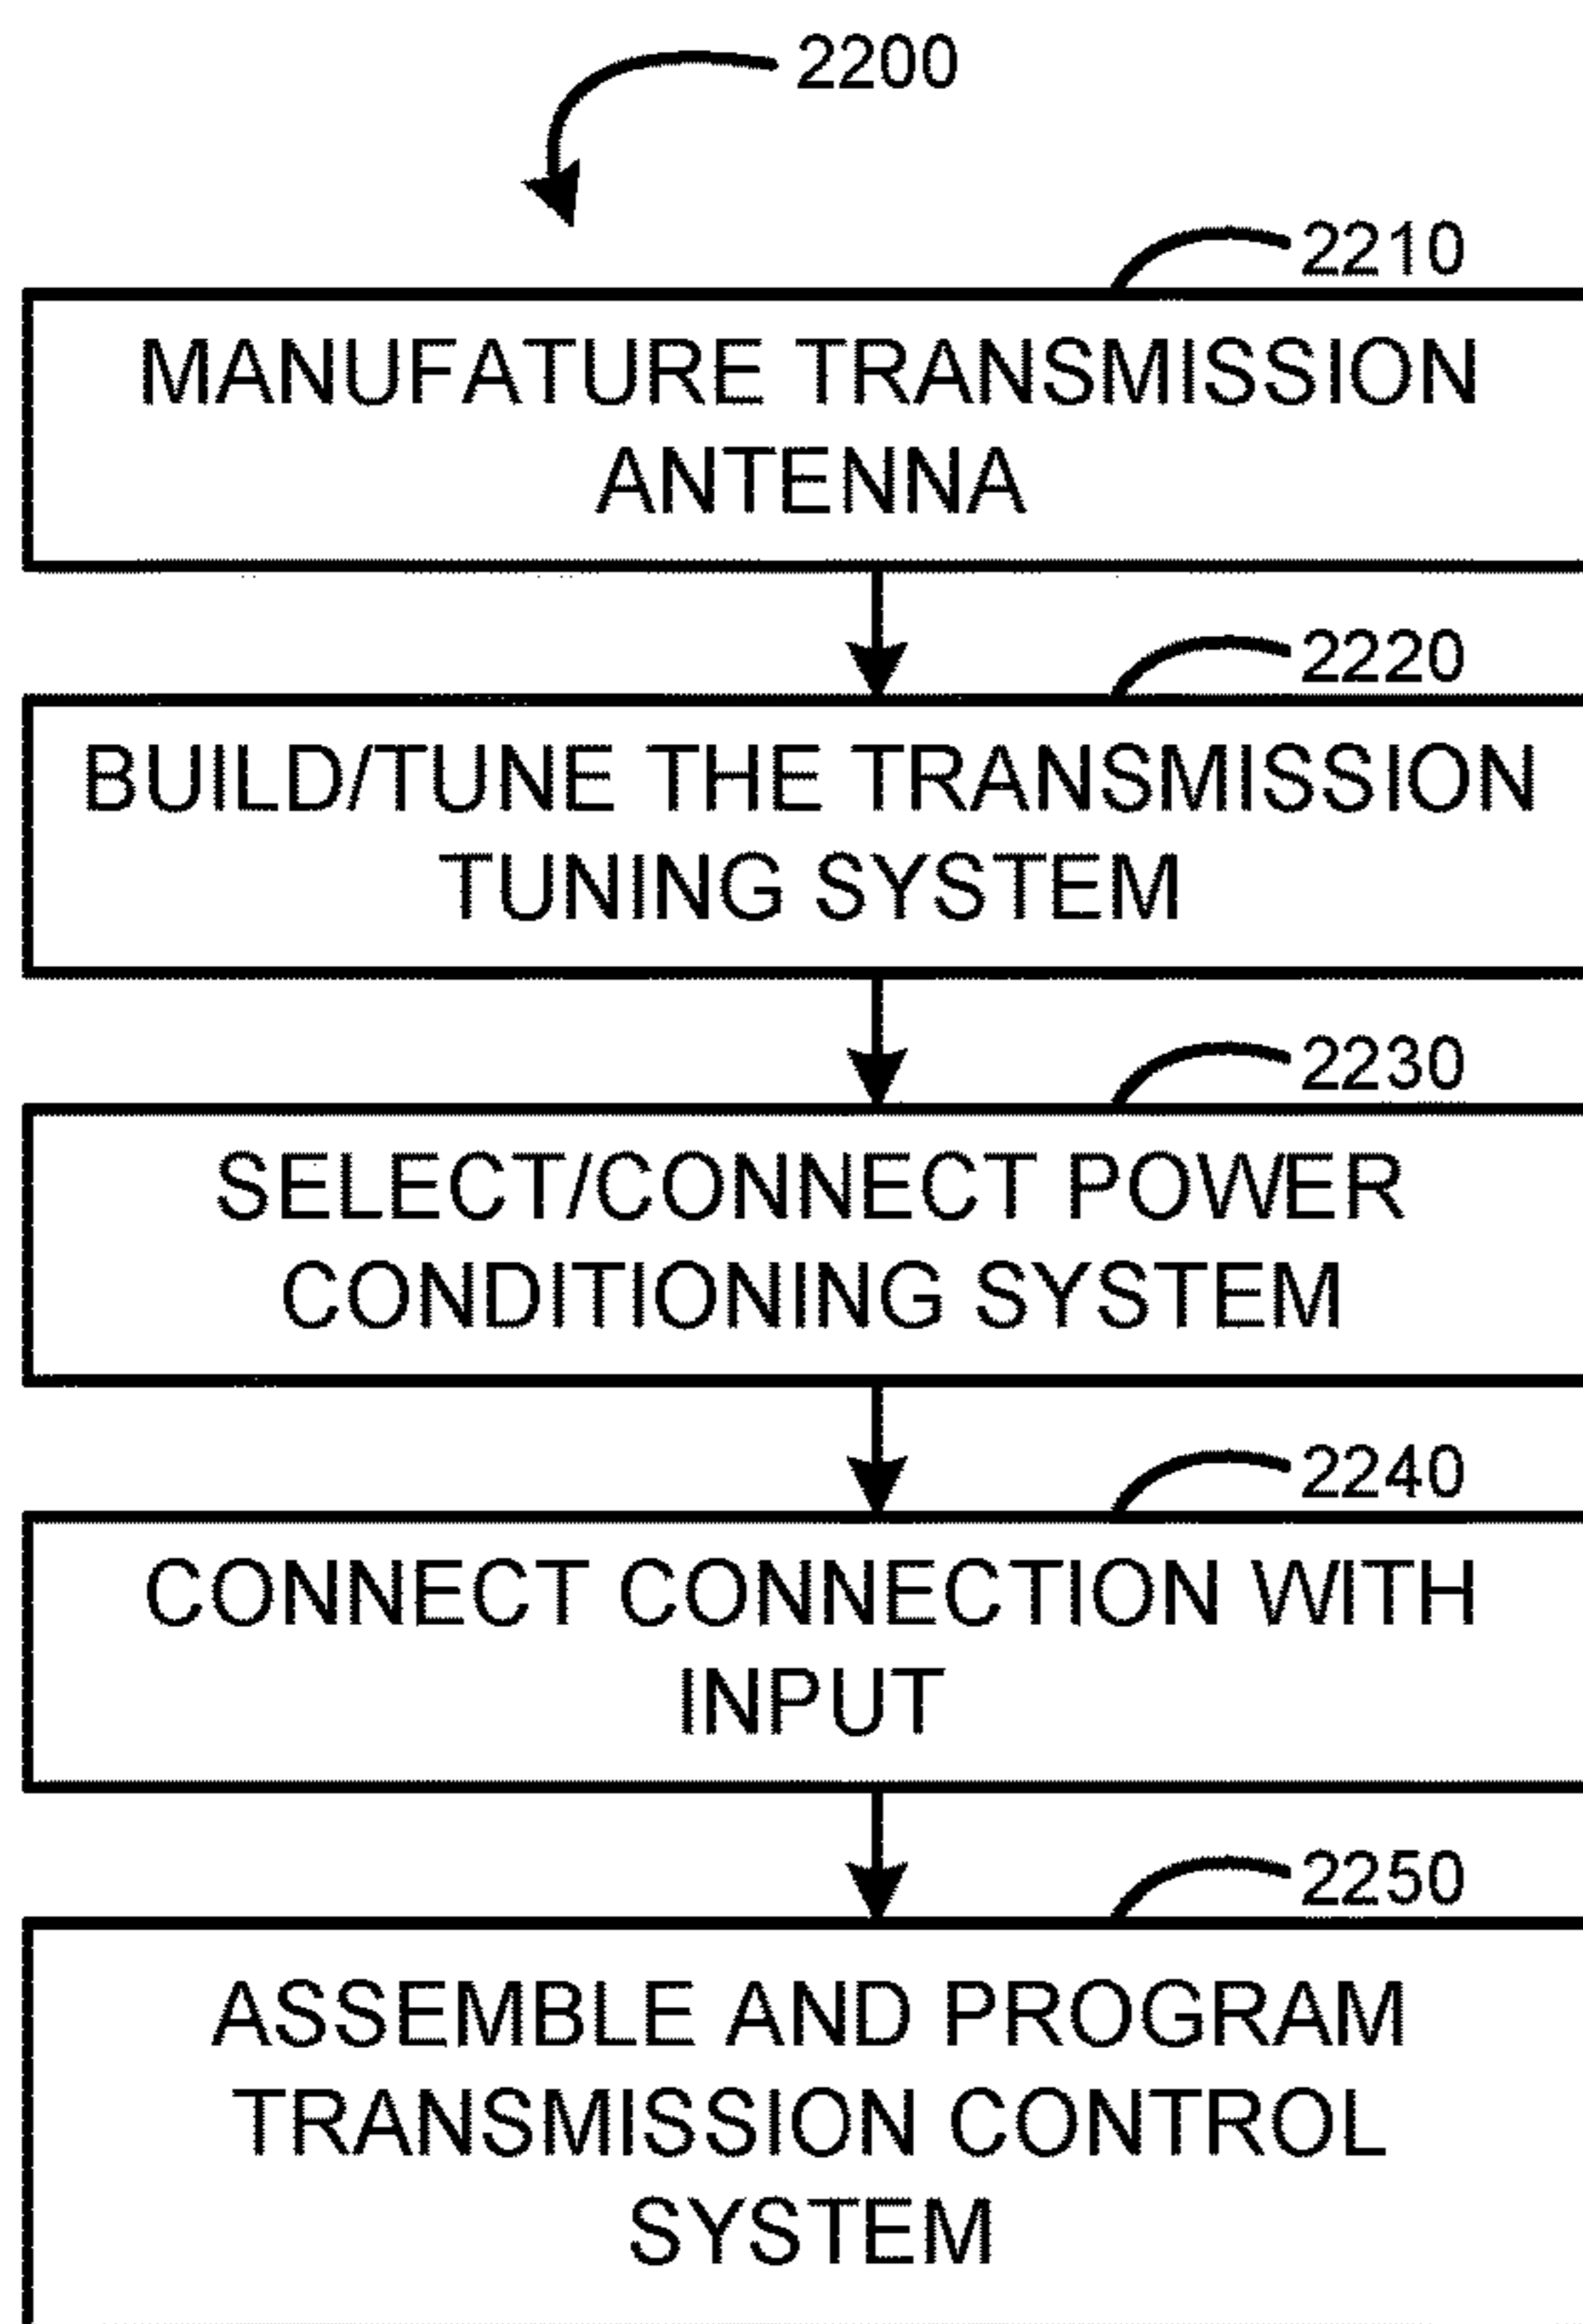 2200
2210
MANUFATURE TRANSMISSION
ANTENNA
2220
BUILD/TUNE THE TRANSMISSION
TUNING SYSTEM
2230
SELECT/CONNECT POWER
CONDITIONING SYSTEM
2240
CONNECT CONNECTION WITH
INPUT
2250
ASSEMBLE AND PROGRAM
TRANSMISSION CONTROL
SYSTEM